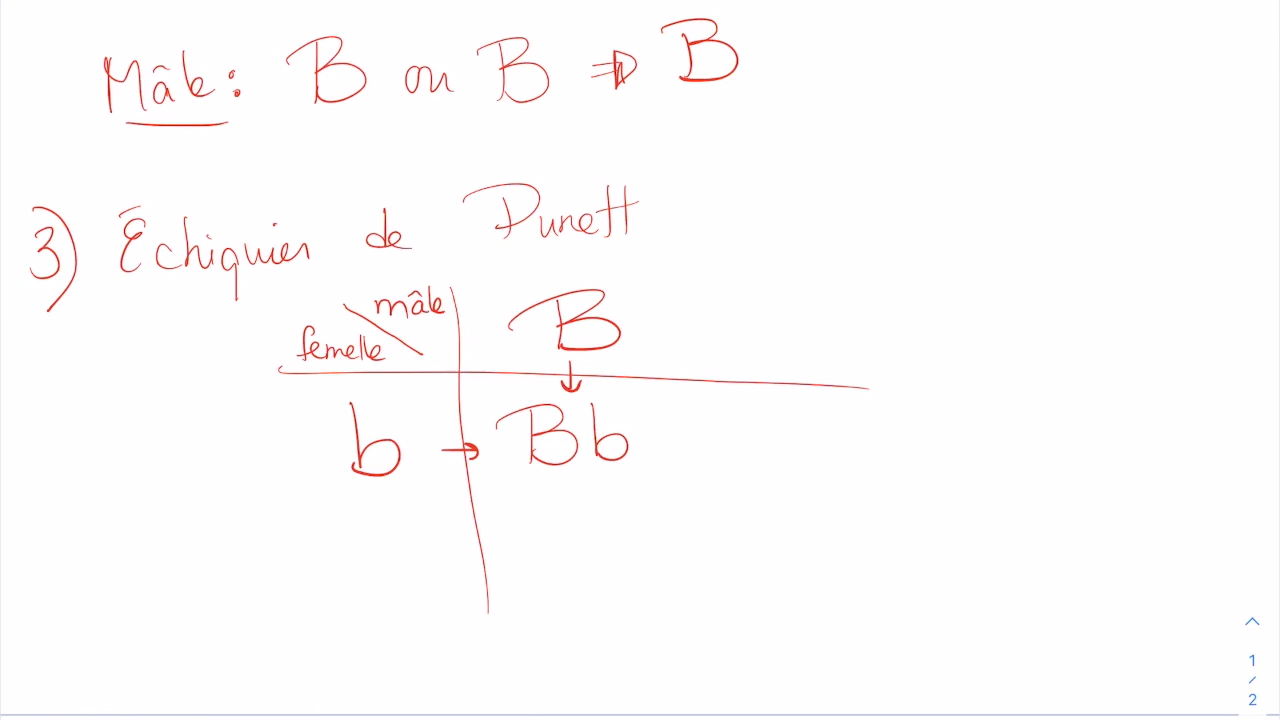 Mâle: B ou B ⇒ B
3) Échiquier de Punett
mâle
femelle
B
↓
b → Bb
1
/
2